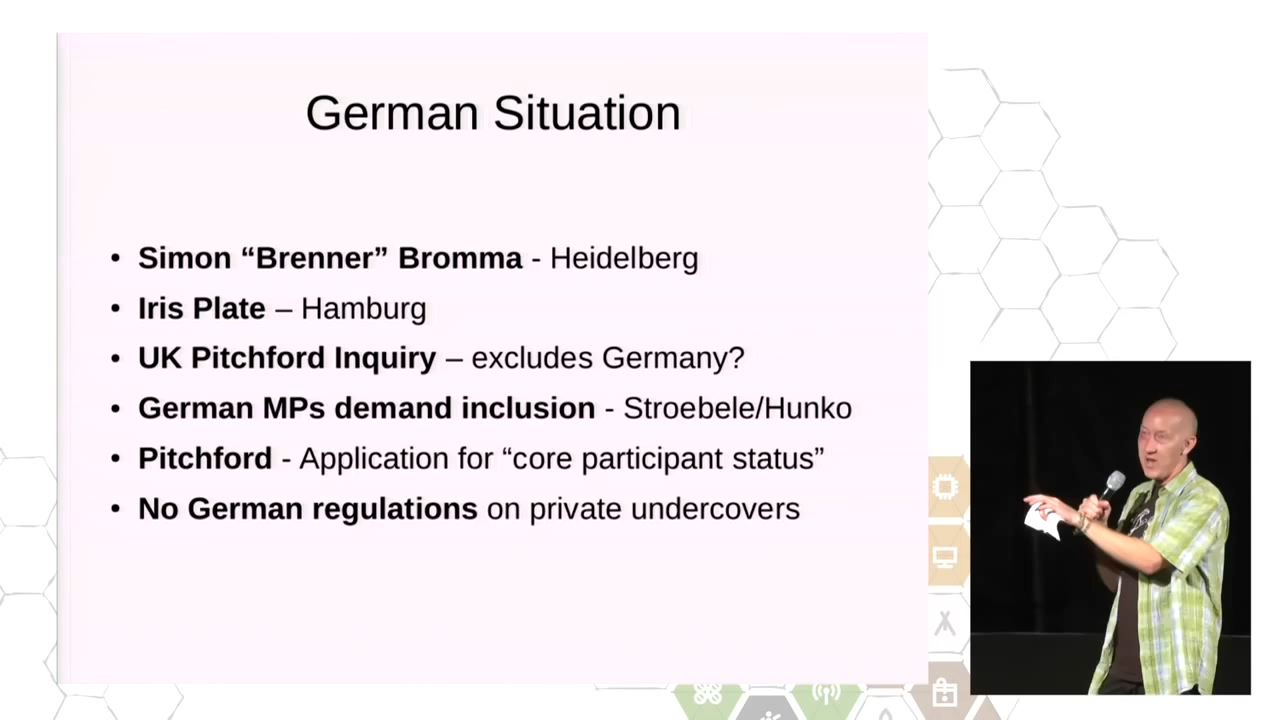 German Situation
• Simon “Brenner” Bromma - Heidelberg
• Iris Plate – Hamburg
• UK Pitchford Inquiry – excludes Germany?
• German MPs demand inclusion - Stroebele/Hunko
• Pitchford - Application for “core participant status”
• No German regulations on private undercovers